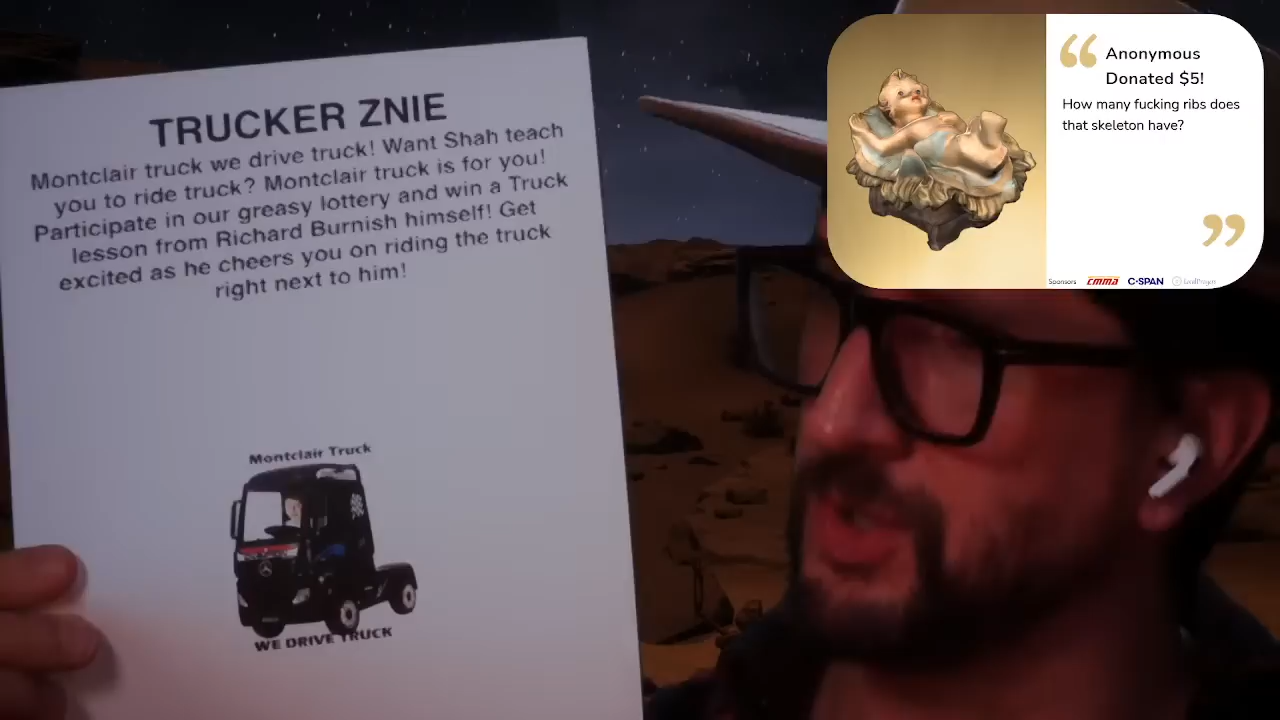 TRUCKER ZNIE
Montclair truck we drive truck! Want Shah teach
you to ride truck? Montclair truck is for you!
Participate in our greasy lottery and win a Truck
lesson from Richard Burnish himself! Get
excited as he cheers you on riding the truck
right next to him!
Montclair Truck
WE DRIVE TRUCK
Anonymous
Donated $5!
How many fucking ribs does
that skeleton have?
Sponsors CMMA C-SPAN